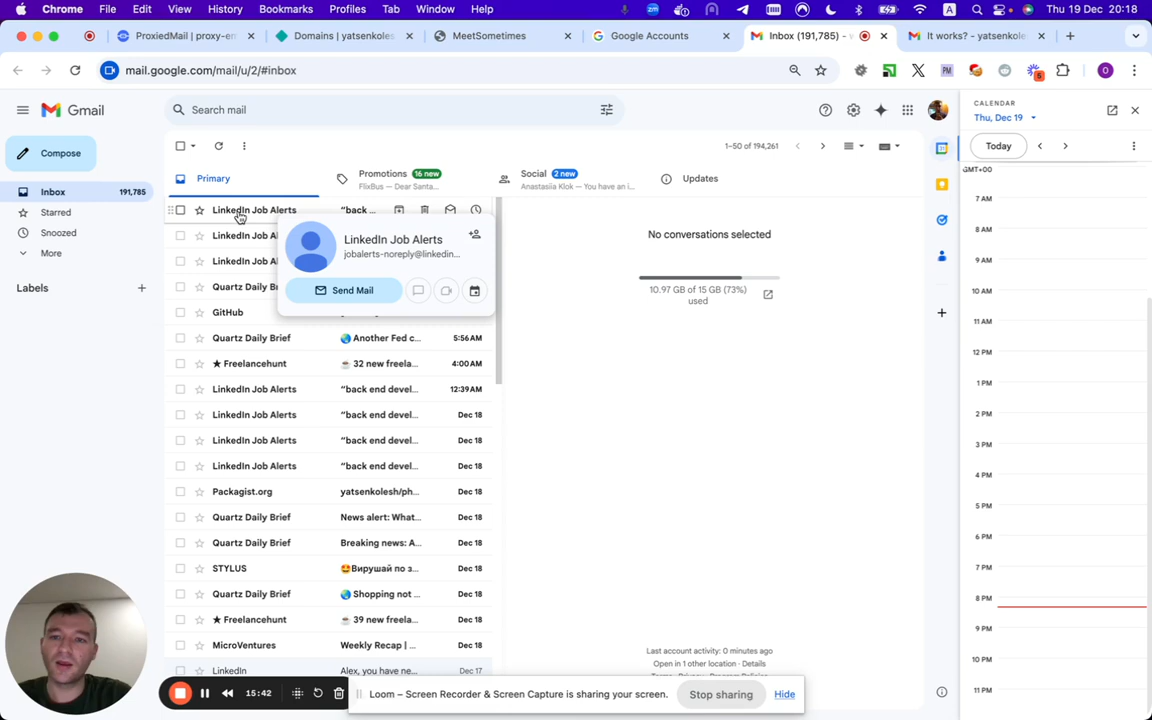 Chrome File Edit View History Bookmarks Profiles Tab Window Help zm A Thu 19 Dec 20:18
ProxiedMail | proxy-en
Domains | yatsenkoles
MeetSometimes
Google Accounts
Inbox (191,785) -
It works? - yatsenkole
mail.google.com/mail/u/2/#inbox
PM
5
O
Gmail
Search mail
Compose
Inbox 191,785
Starred
Snoozed
More
Labels
1–50 of 194,261
Primary
Promotions 16 new
FlixBus — Dear Santa...
Social 2 new
Anastasiia Klok — You have an i...
Updates
LinkedIn Job Alerts “back ...
LinkedIn Job A
LinkedIn Job A
Quartz Daily Br
GitHub
Quartz Daily Brief 🌏 Another Fed c... 5:56 AM
★ Freelancehunt ☕ 32 new freela... 4:00 AM
LinkedIn Job Alerts “back end devel... 12:39 AM
LinkedIn Job Alerts “back end devel... Dec 18
LinkedIn Job Alerts “back end devel... Dec 18
LinkedIn Job Alerts “back end devel... Dec 18
Packagist.org yatsenkolesh/ph... Dec 18
Quartz Daily Brief News alert: What... Dec 18
Quartz Daily Brief Breaking news: A... Dec 18
STYLUS 🤩Вирушай по з... Dec 18
Quartz Daily Brief 🌏 Shopping not ... Dec 18
★ Freelancehunt ☕ 39 new freela... Dec 18
MicroVentures Weekly Recap | ... Dec 18
LinkedIn Alex, you have ne... Dec 17
LinkedIn Job Alerts
jobalerts-noreply@linkedin...
Send Mail
No conversations selected
10.97 GB of 15 GB (73%)
used
Last account activity: 0 minutes ago
Open in 1 other location · Details
CALENDAR
Thu, Dec 19
Today
GMT+00
7 AM
8 AM
9 AM
10 AM
11 AM
12 PM
1 PM
2 PM
3 PM
4 PM
5 PM
6 PM
7 PM
8 PM
9 PM
10 PM
11 PM
15:42
Loom – Screen Recorder & Screen Capture is sharing your screen.
Stop sharing
Hide